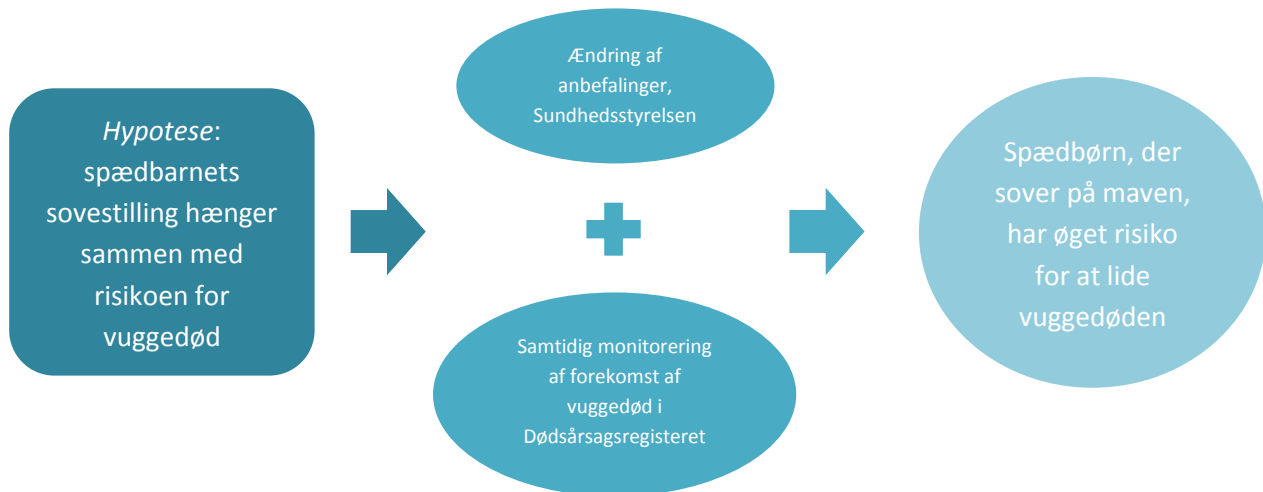 Hypotese:
spædbarnets
sovestilling hænger
sammen med
risikoen for
vuggedød
Ændring af
anbefalinger,
Sundhedsstyrelsen
Samtidig monitorering
af forekomst af
vuggedød i
Dødsårsagsregisteret
Spædbørn, der
sover på maven,
har øget risiko
for at lide
vuggedøden